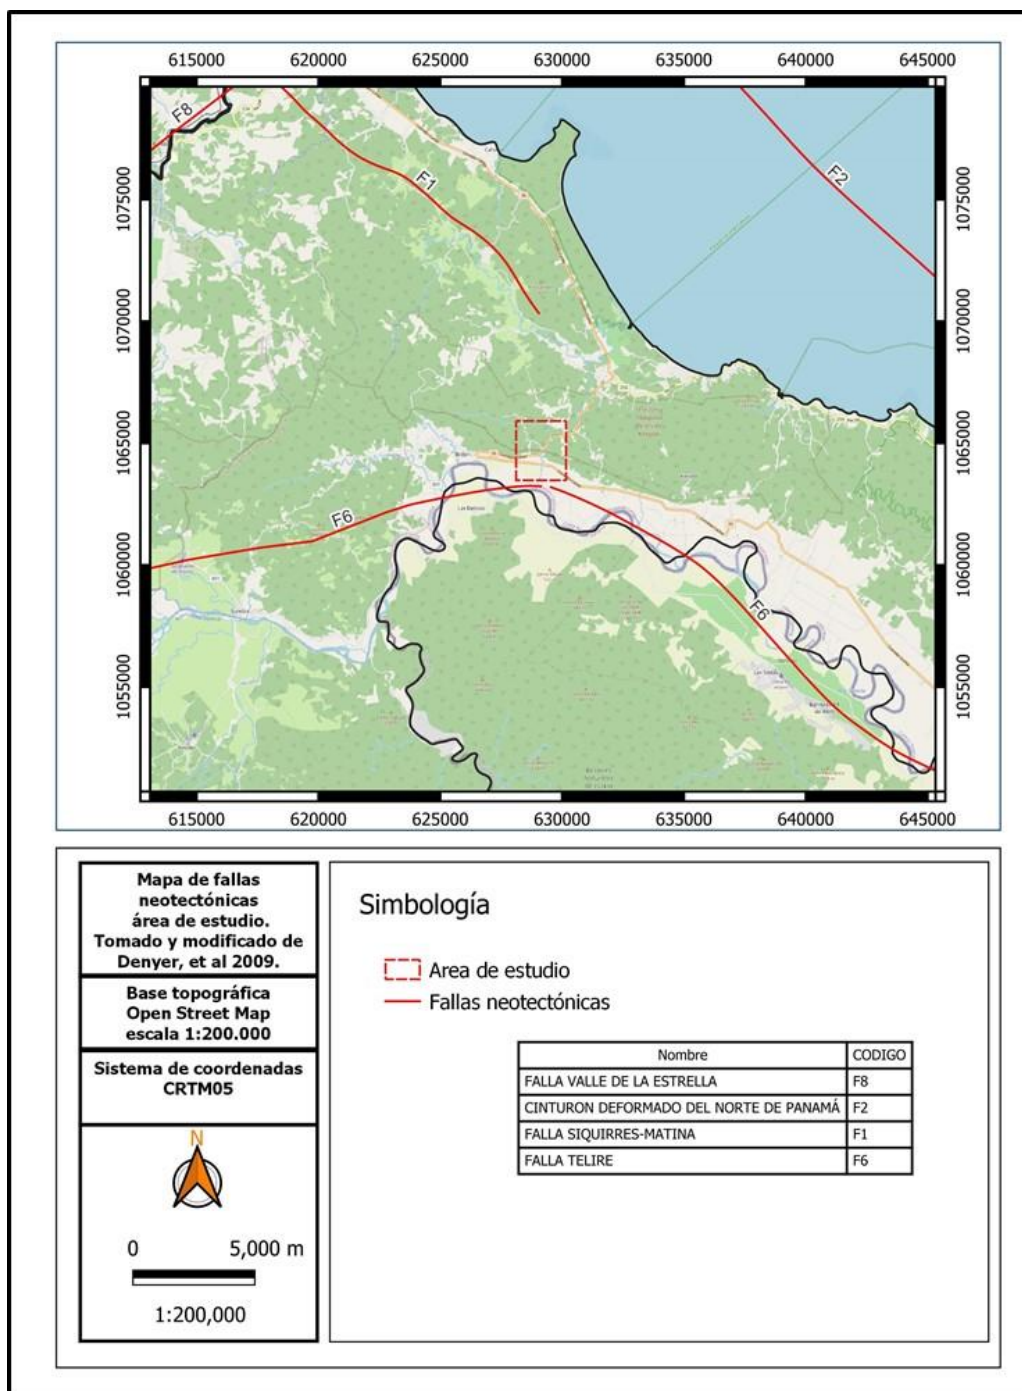 615000 620000 625000 630000 635000 640000 645000
F8
F1
F2
1075000 1075000
1070000 1070000
1065000 1065000
F6
1060000 1060000
F6
1055000 1055000
615000 620000 625000 630000 635000 640000 645000
Mapa de fallas
neotectónicas
área de estudio.
Tomado y modificado de
Denyer, et al 2009.
Base topográfica
Open Street Map
escala 1:200.000
Sistema de coordenadas
CRTM05
N
0 5,000 m
1:200,000
Simbología
Area de estudio
Fallas neotectónicas
Nombre CODIGO
FALLA VALLE DE LA ESTRELLA F8
CINTURON DEFORMADO DEL NORTE DE PANAMÁ F2
FALLA SIQUIRRES-MATINA F1
FALLA TELIRE F6